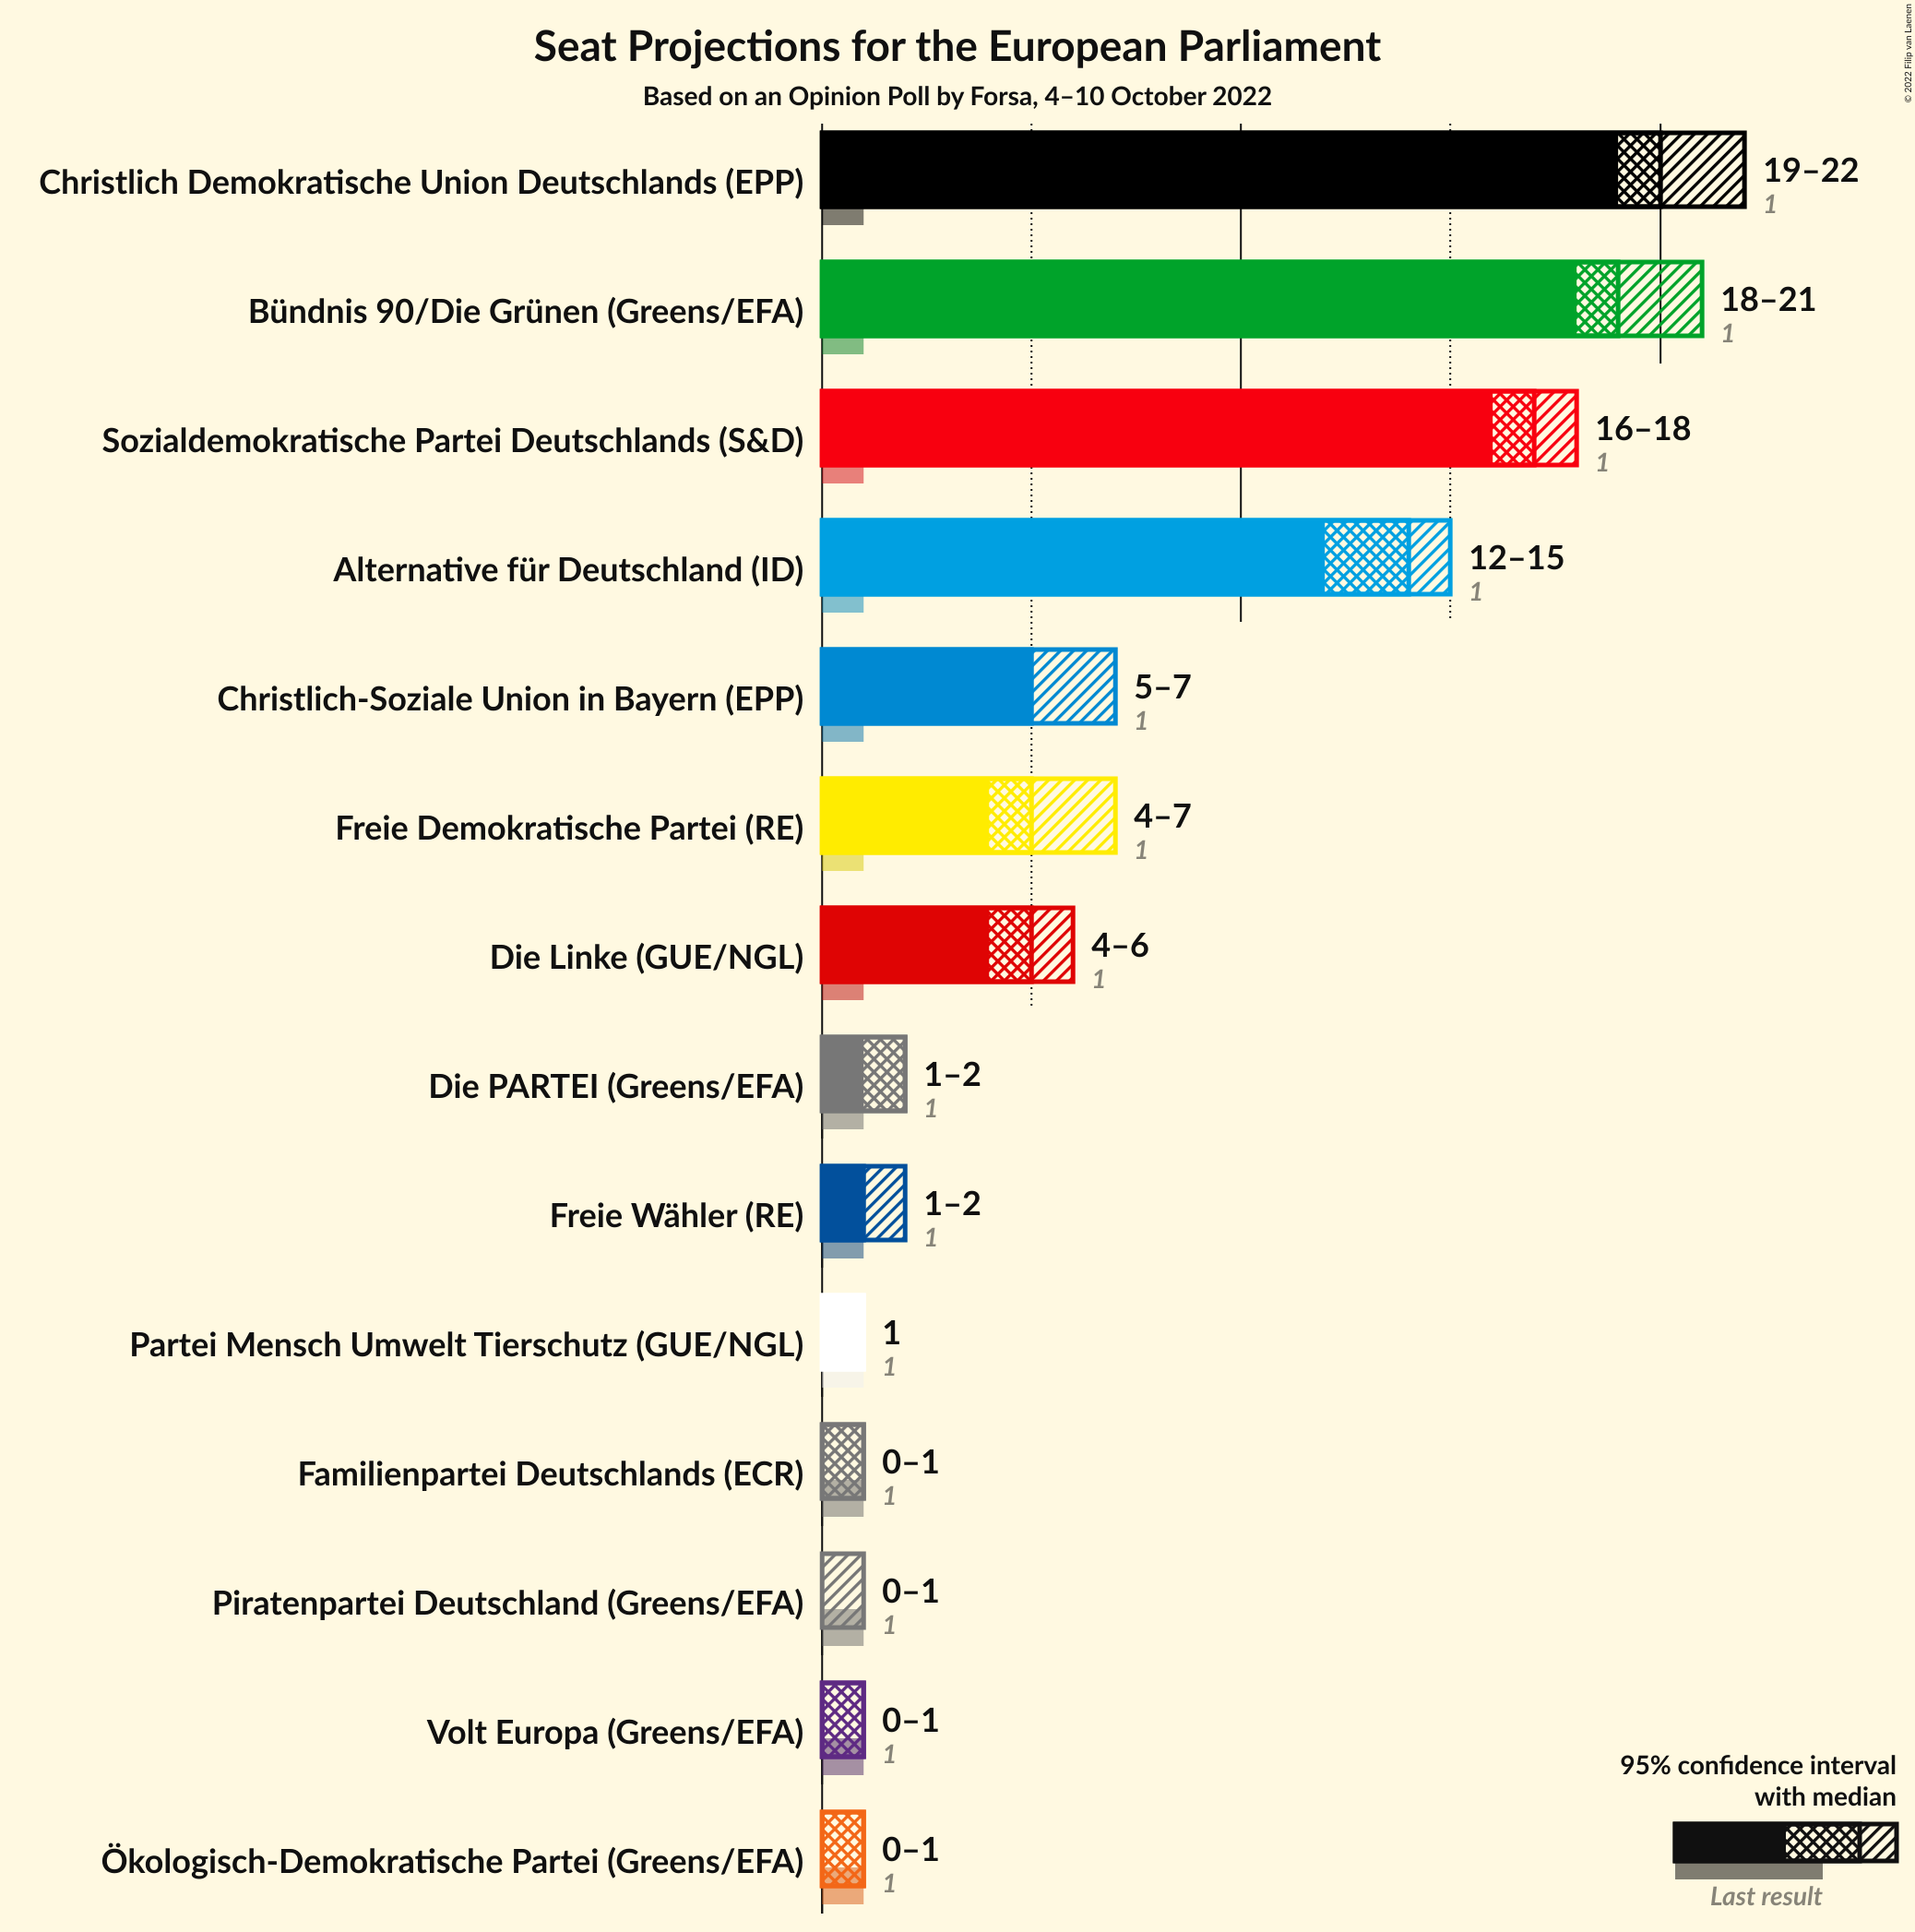 Seat Projections for the European Parliament
Based on an Opinion Poll by Forsa, 4–10 October 2022
© 2022 Filip van Laenen
Christlich Demokratische Union Deutschlands (EPP)
19–22
1
Bündnis 90/Die Grünen (Greens/EFA)
18–21
1
Sozialdemokratische Partei Deutschlands (S&D)
16–18
1
Alternative für Deutschland (ID)
12–15
1
Christlich-Soziale Union in Bayern (EPP)
5–7
1
Freie Demokratische Partei (RE)
4–7
1
Die Linke (GUE/NGL)
4–6
1
Die PARTEI (Greens/EFA)
1–2
1
Freie Wähler (RE)
1–2
1
Partei Mensch Umwelt Tierschutz (GUE/NGL)
1
1
Familienpartei Deutschlands (ECR)
0–1
1
Piratenpartei Deutschland (Greens/EFA)
0–1
1
Volt Europa (Greens/EFA)
0–1
1
Ökologisch-Demokratische Partei (Greens/EFA)
0–1
1
95% confidence interval
with median
Last result